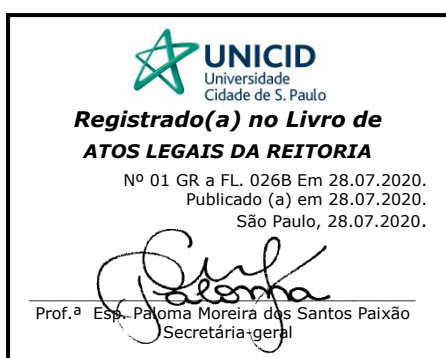 UNICID
Universidade
Cidade de S. Paulo
Registrado(a) no Livro de
ATOS LEGAIS DA REITORIA
Nº 01 GR a FL. 026B Em 28.07.2020.
Publicado (a) em 28.07.2020.
São Paulo, 28.07.2020.
Paloma
Prof.ª Esp. Paloma Moreira dos Santos Paixão
Secretária-geral